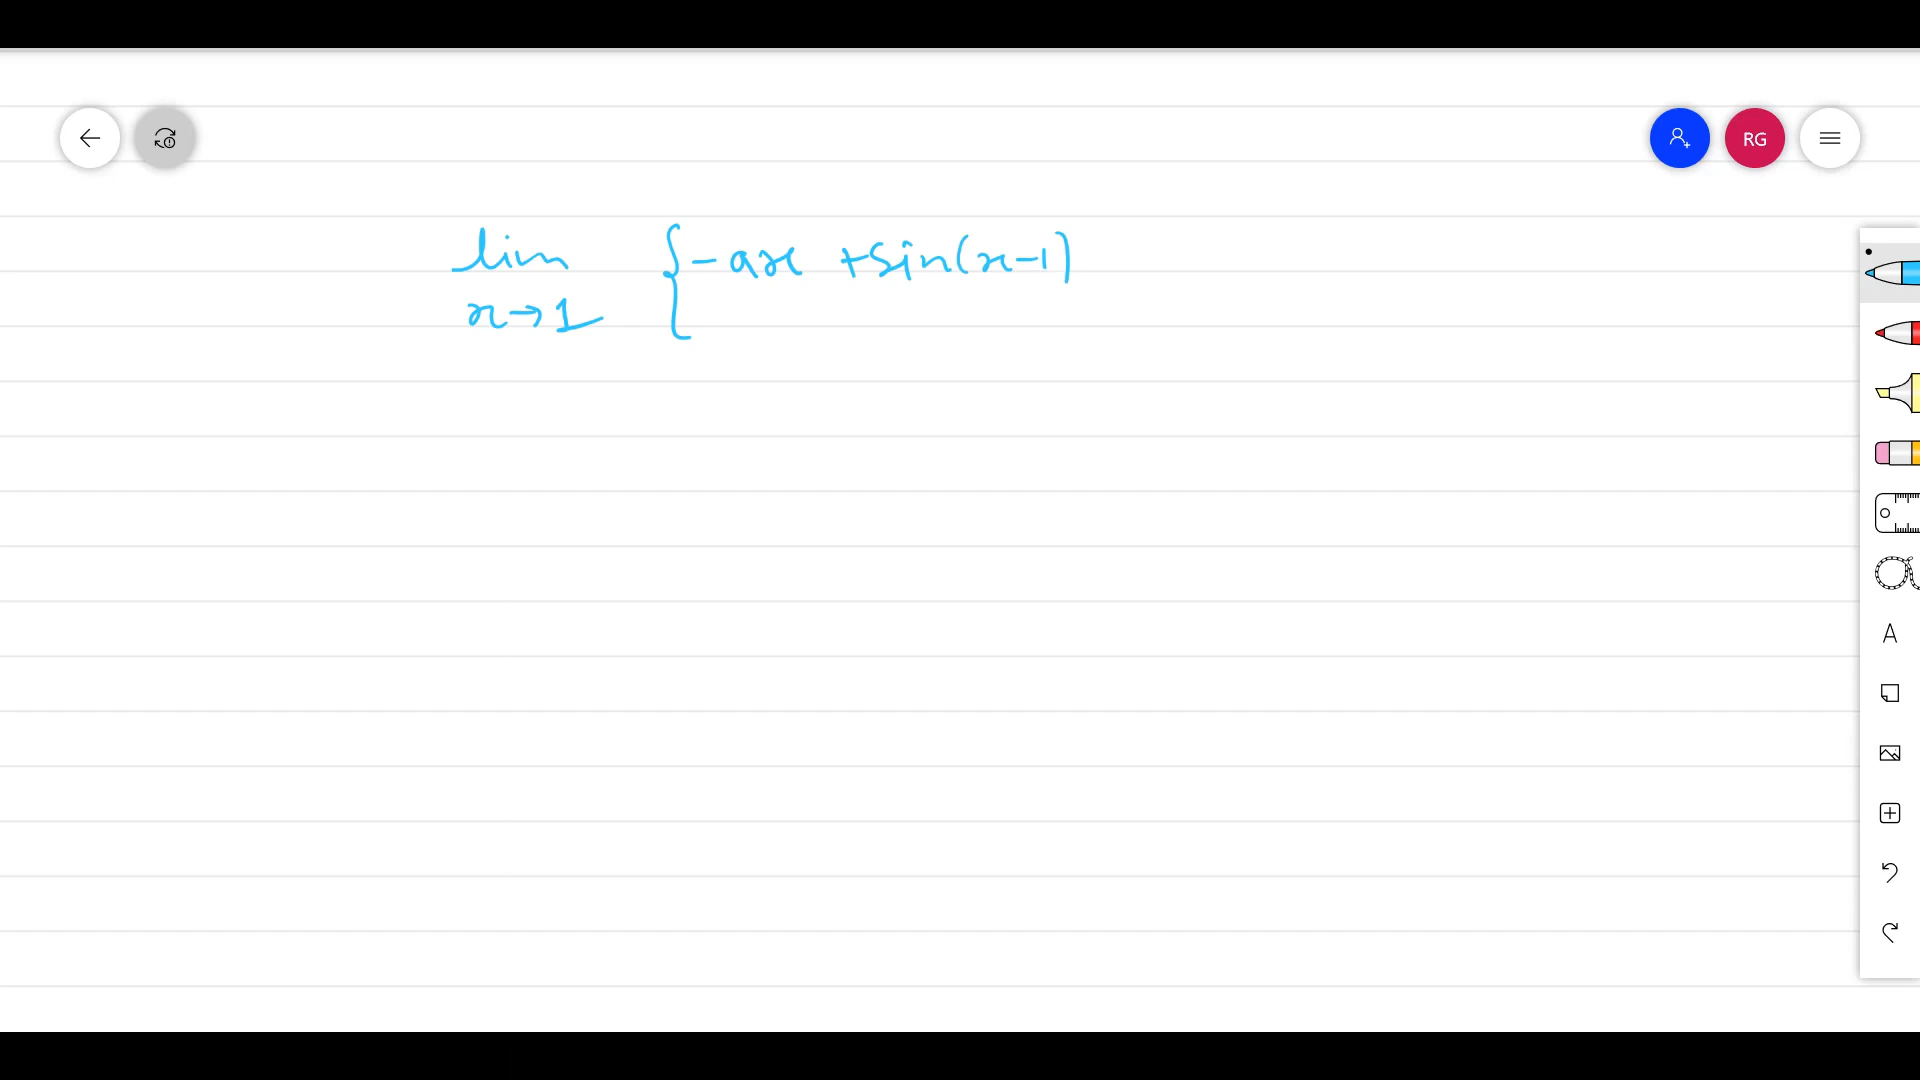 RG
lim { -ax + sin(x-1)
x→1
A